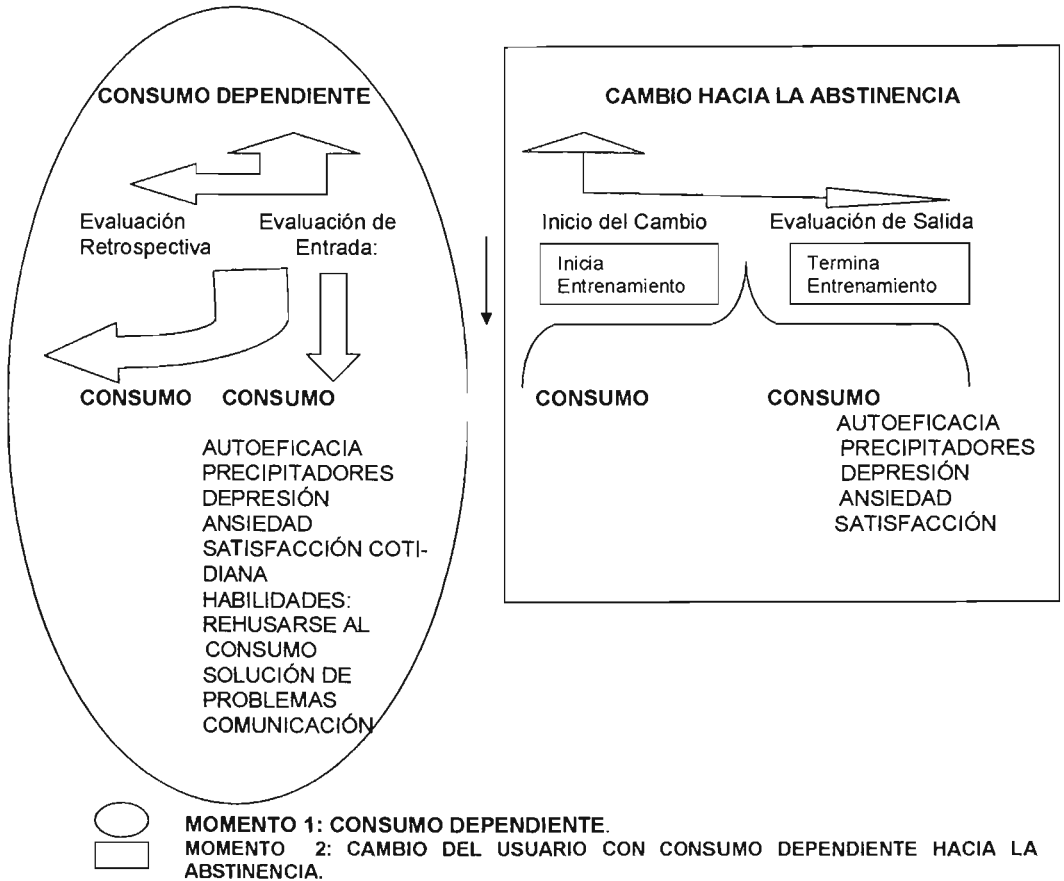 CONSUMO DEPENDIENTE
Evaluación
Retrospectiva
Evaluación de
Entrada:
CONSUMO
CONSUMO
AUTOEFICACIA
PRECIPITADORES
DEPRESIÓN
ANSIEDAD
SATISFACCIÓN COTI-
DIANA
HABILIDADES:
REHUSARSE AL
CONSUMO
SOLUCIÓN DE
PROBLEMAS
COMUNICACIÓN
CAMBIO HACIA LA ABSTINENCIA
Inicio del Cambio
Evaluación de Salida
Inicia
Entrenamiento
Termina
Entrenamiento
CONSUMO
CONSUMO
AUTOEFICACIA
PRECIPITADORES
DEPRESIÓN
ANSIEDAD
SATISFACCIÓN
MOMENTO 1: CONSUMO DEPENDIENTE.
MOMENTO 2: CAMBIO DEL USUARIO CON CONSUMO DEPENDIENTE HACIA LA
ABSTINENCIA.